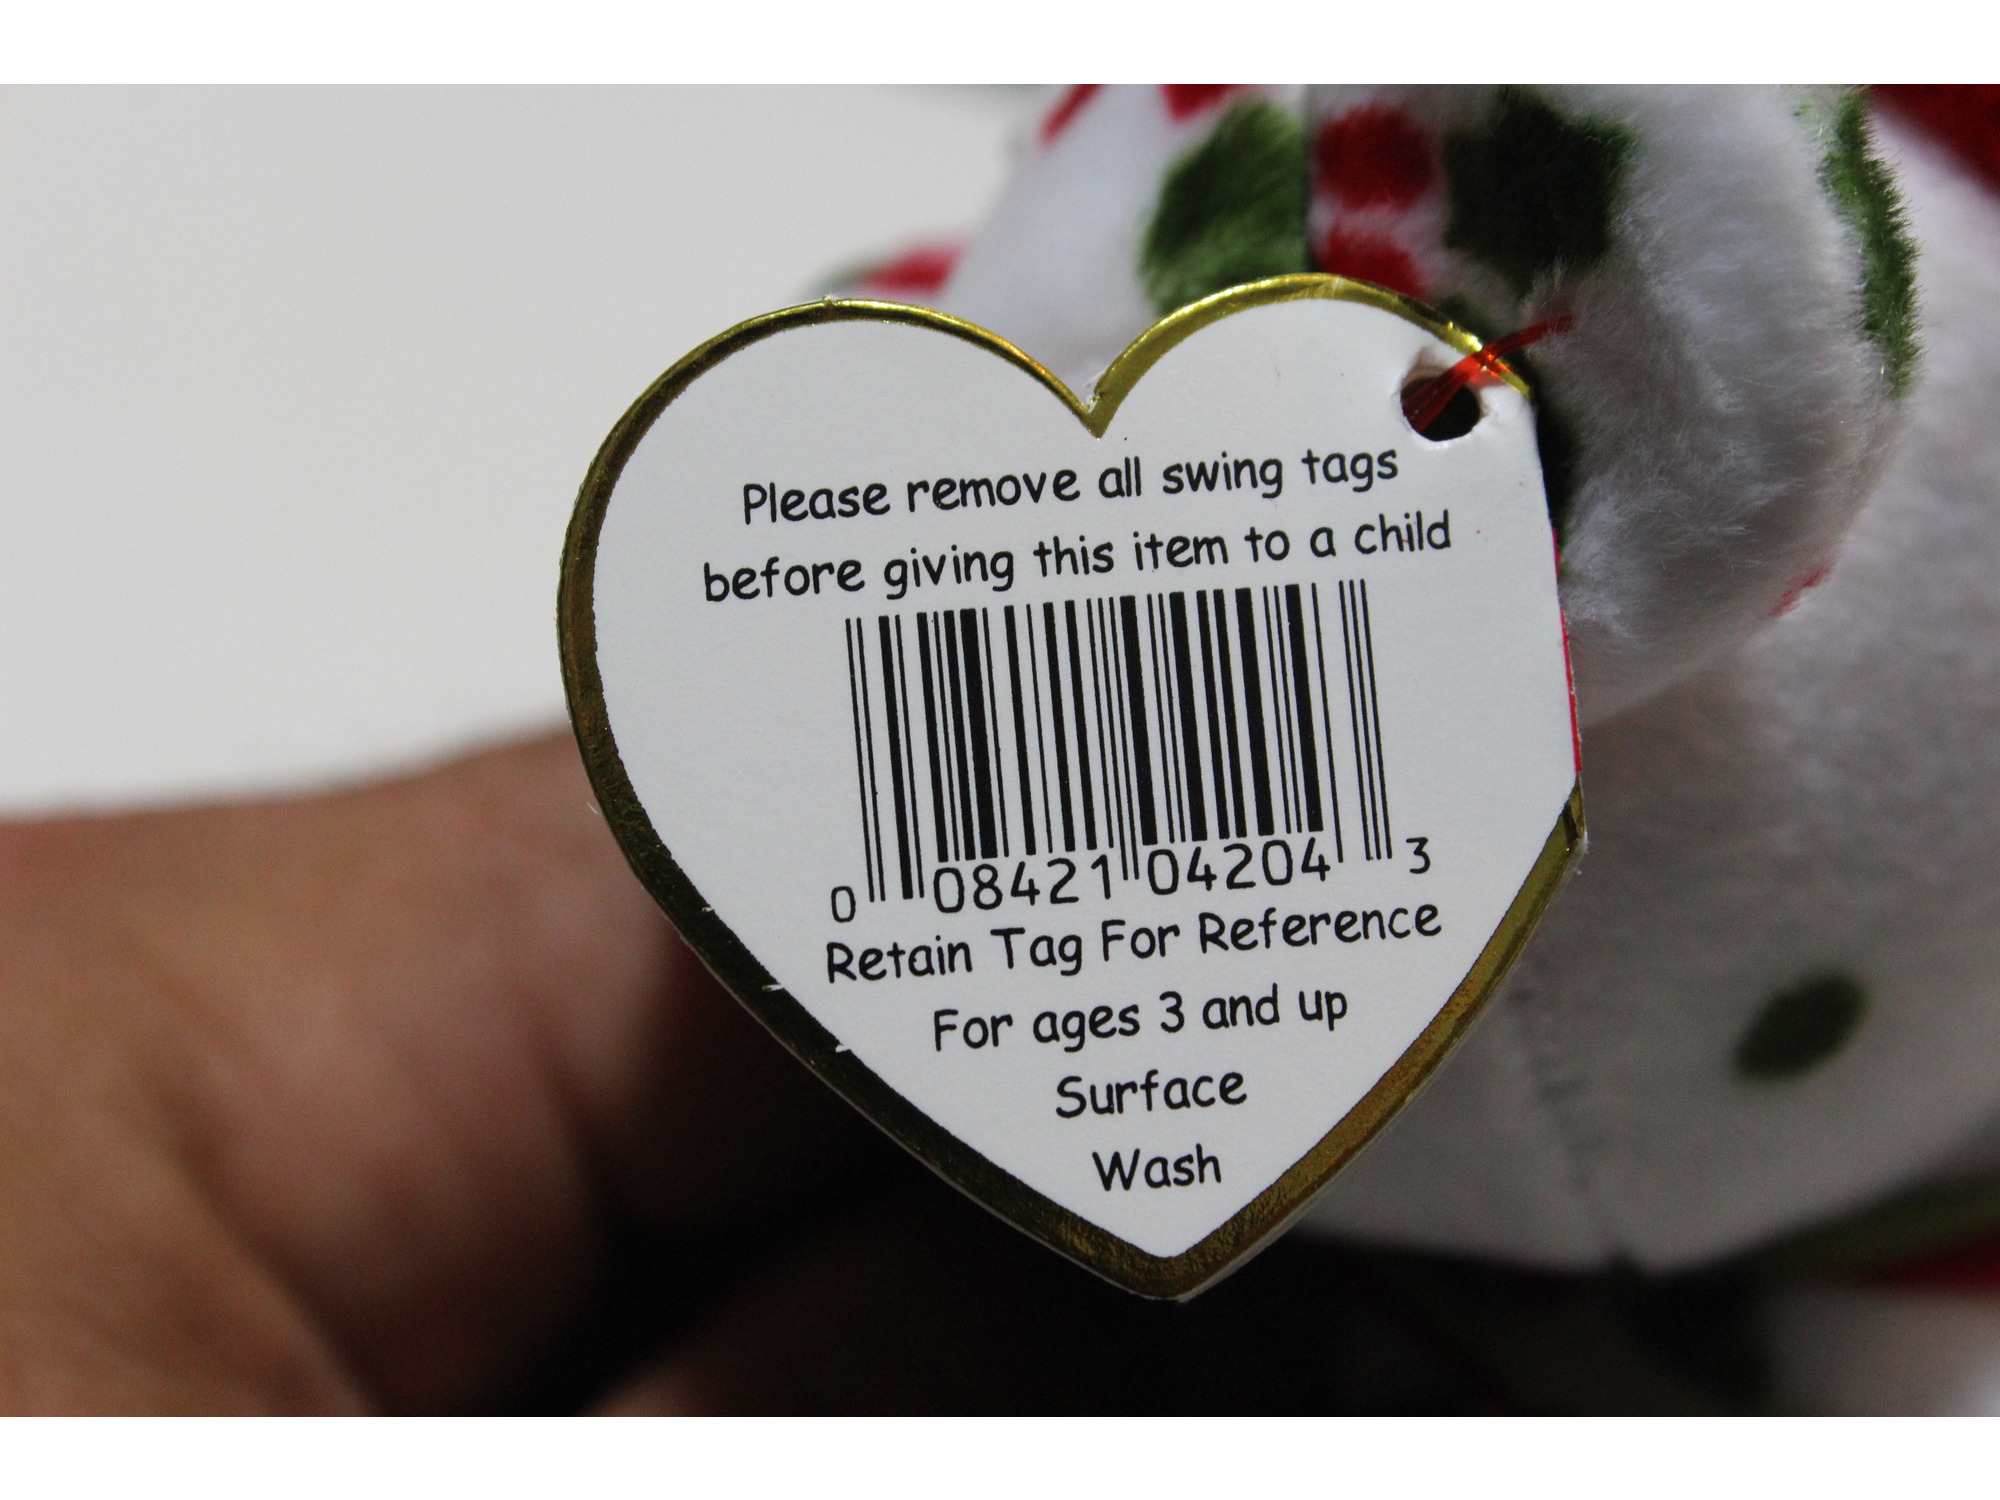 Please remove all swing tags
before giving this item to a child
0 08421 04204 3
Retain Tag For Reference
For ages 3 and up
Surface
Wash